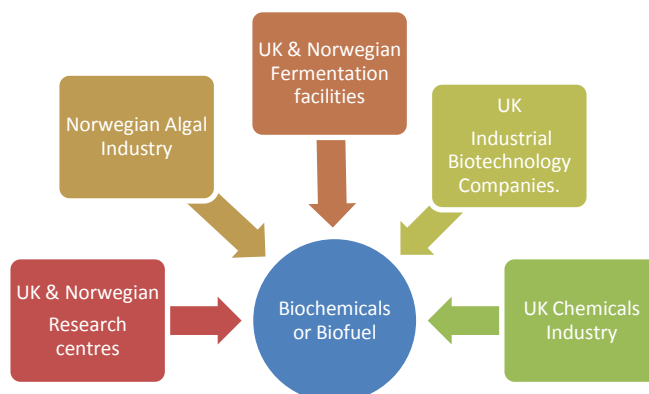 UK & Norwegian
Fermentation
facilities
Norwegian Algal
Industry
UK
Industrial
Biotechnology
Companies.
UK & Norwegian
Research
centres
Biochemicals
or Biofuel
UK Chemicals
Industry